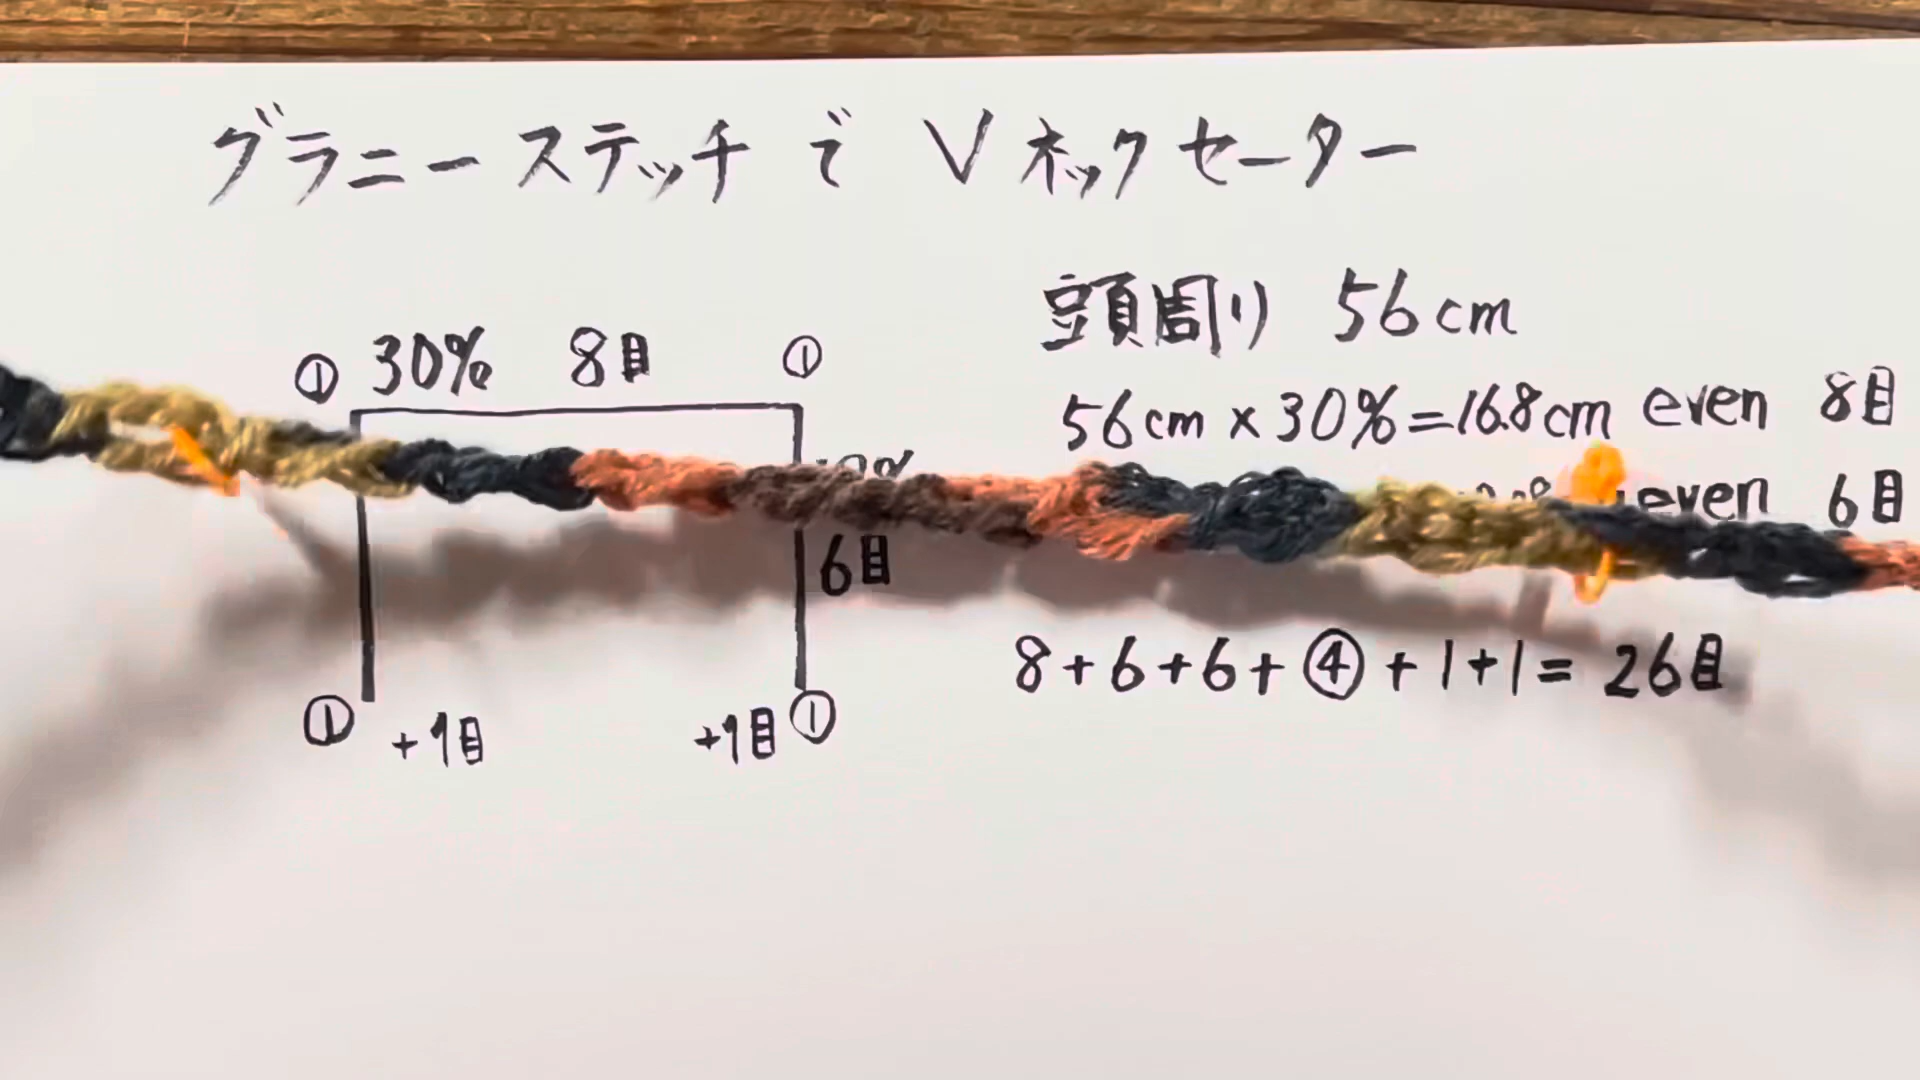 グラニーステッチで Vネックセーター
頭周り 56cm
① 30% 8目 ①
56cm×30%=16.8cm even 8目
even 6目
6目
8+6+6+④+1+1=26目
① +1目 +1目 ①